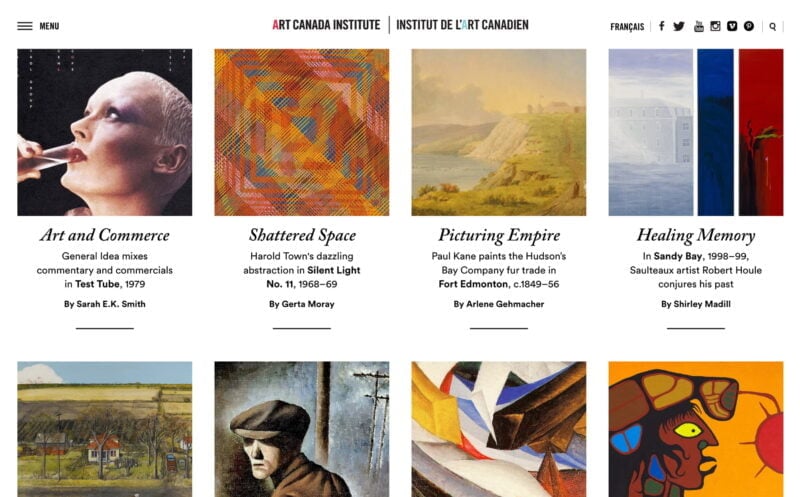 MENU
ART CANADA INSTITUTE
INSTITUT DE L'ART CANADIEN
FRANÇAIS
Art and Commerce
General Idea mixes
commentary and commercials
in Test Tube, 1979
By Sarah E.K. Smith
Shattered Space
Harold Town's dazzling
abstraction in Silent Light
No. 11, 1968–69
By Gerta Moray
Picturing Empire
Paul Kane paints the Hudson's
Bay Company fur trade in
Fort Edmonton, c.1849–56
By Arlene Gehmacher
Healing Memory
In Sandy Bay, 1998–99,
Saulteaux artist Robert Houle
conjures his past
By Shirley Madill